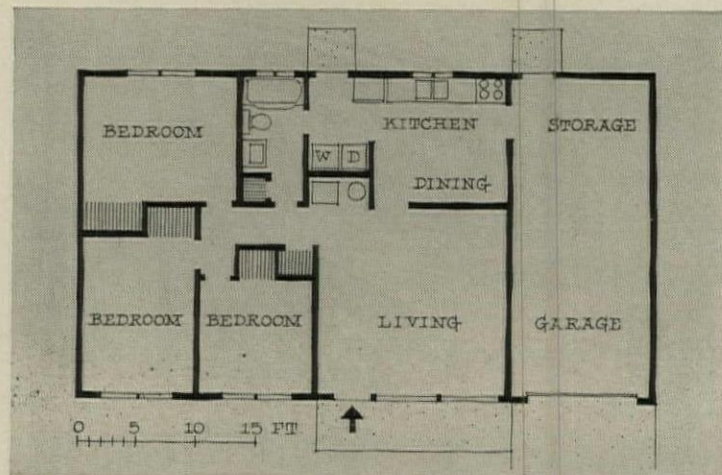 BEDROOM
KITCHEN
STORAGE
W D
DINING
BEDROOM
BEDROOM
LIVING
GARAGE
0 5 10 15 FT